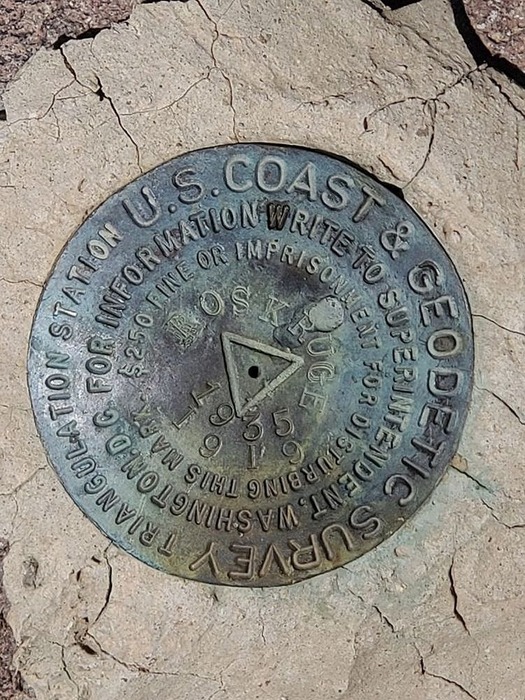 U.S. COAST & GEODETIC SURVEY
TRIANGULATION STATION
FOR INFORMATION WRITE TO SUPERINTENDENT, WASHINGTON, D.C.
$250 FINE OR IMPRISONMENT FOR DISTURBING THIS MARK.
ROSKRUGE
1935
1919